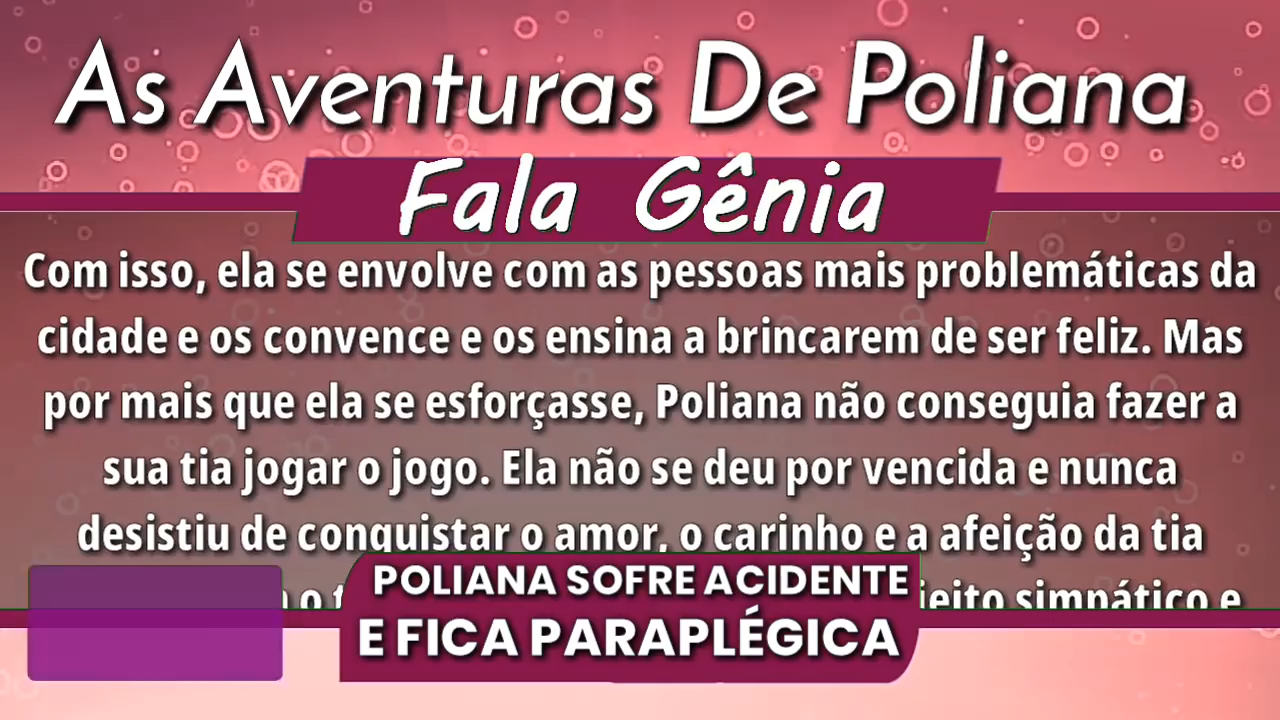 As Aventuras De Poliana
Fala Gênia
Com isso, ela se envolve com as pessoas mais problemáticas da
cidade e os convence e os ensina a brincarem de ser feliz. Mas
por mais que ela se esforçasse, Poliana não conseguia fazer a
sua tia jogar o jogo. Ela não se deu por vencida e nunca
desistiu de conquistar o amor, o carinho e a afeição da tia
o jeito simpático e
POLIANA SOFRE ACIDENTE
E FICA PARAPLÉGICA